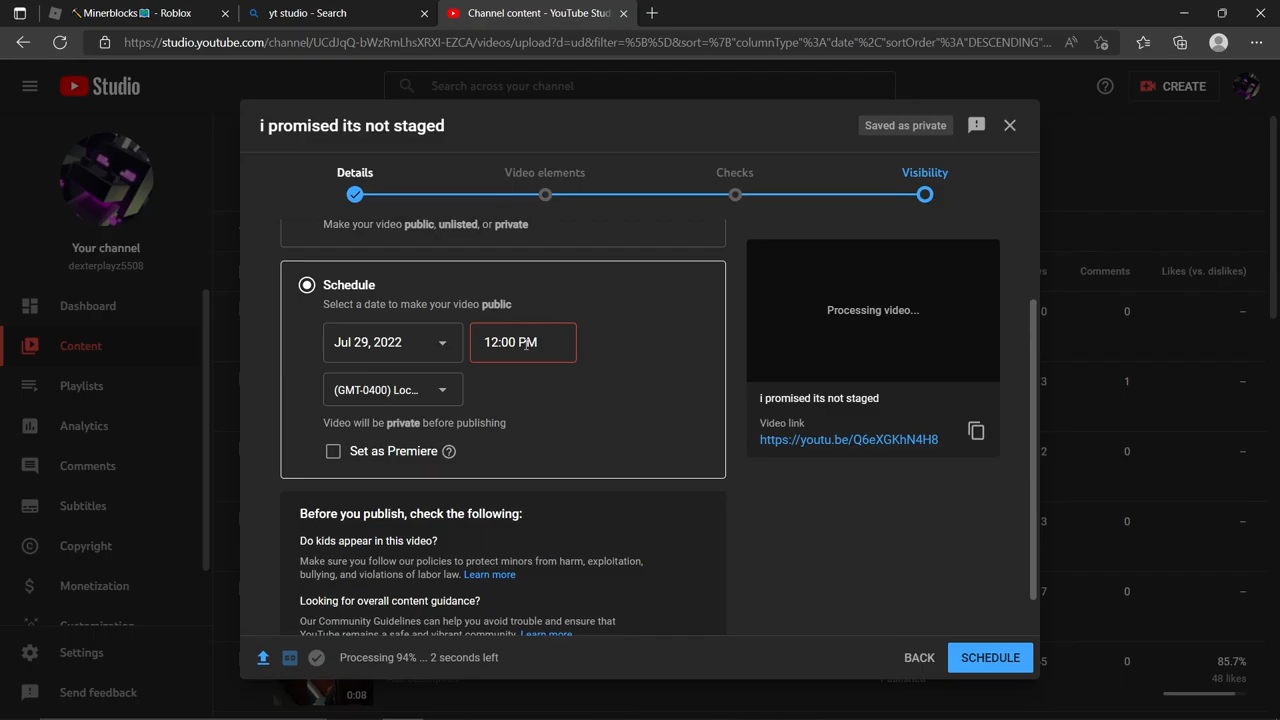 Minerblocks - Roblox
yt studio - Search
Channel content - YouTube Stud
https://studio.youtube.com/channel/UCdJqQ-bWzRmLhsXRXI-EZCA/videos/upload?d=ud&filter=%5B%5D&sort=%7B"columnType"%3A"date"%2C"sortOrder"%3A"DESCENDING"...
Studio
Search across your channel
CREATE
i promised its not staged
Saved as private
Details
Video elements
Checks
Visibility
Make your video public, unlisted, or private
Your channel
dexterplayz5508
Schedule
Select a date to make your video public
Jul 29, 2022
12:00 PM
(GMT-0400) Loc...
Video will be private before publishing
Set as Premiere
Processing video...
i promised its not staged
Video link
https://youtu.be/Q6eXGKhN4H8
Comments
Likes (vs. dislikes)
Dashboard
Content
Playlists
Analytics
Comments
Subtitles
Copyright
Monetization
Customization
Settings
Send feedback
Before you publish, check the following:
Do kids appear in this video?
Make sure you follow our policies to protect minors from harm, exploitation,
bullying, and violations of labor law. Learn more
Looking for overall content guidance?
Our Community Guidelines can help you avoid trouble and ensure that
YouTube remains a safe and vibrant community. Learn more
Processing 94% ... 2 seconds left
BACK
SCHEDULE
0
1
0
0
0
0
0
85.7%
48 likes
0:08